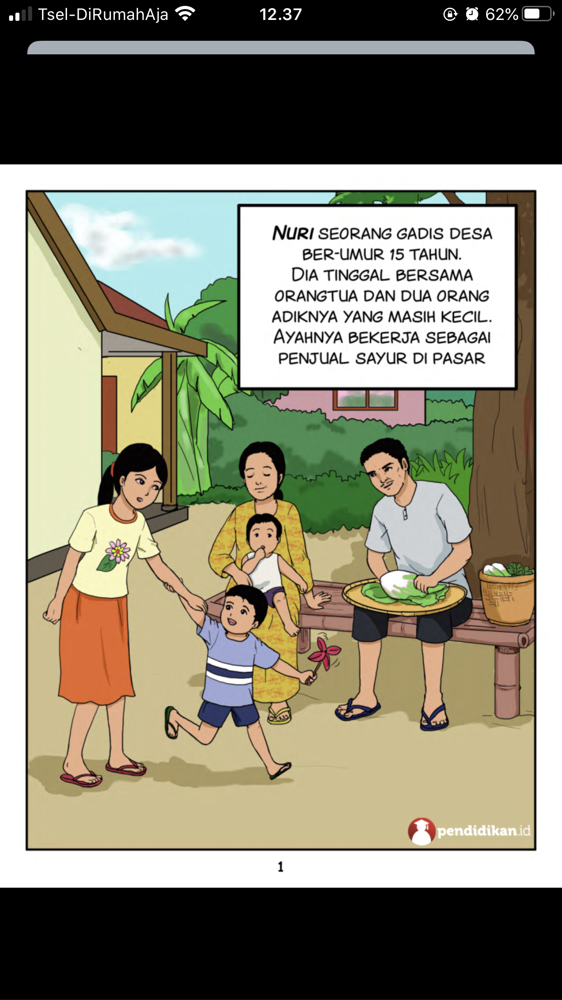 Tsel-DiRumahAja 12.37 62%
NURI SEORANG GADIS DESA
BER-UMUR 15 TAHUN.
DIA TINGGAL BERSAMA
ORANGTUA DAN DUA ORANG
ADIKNYA YANG MASIH KECIL.
AYAHNYA BEKERJA SEBAGAI
PENJUAL SAYUR DI PASAR
pendidikan.id
1